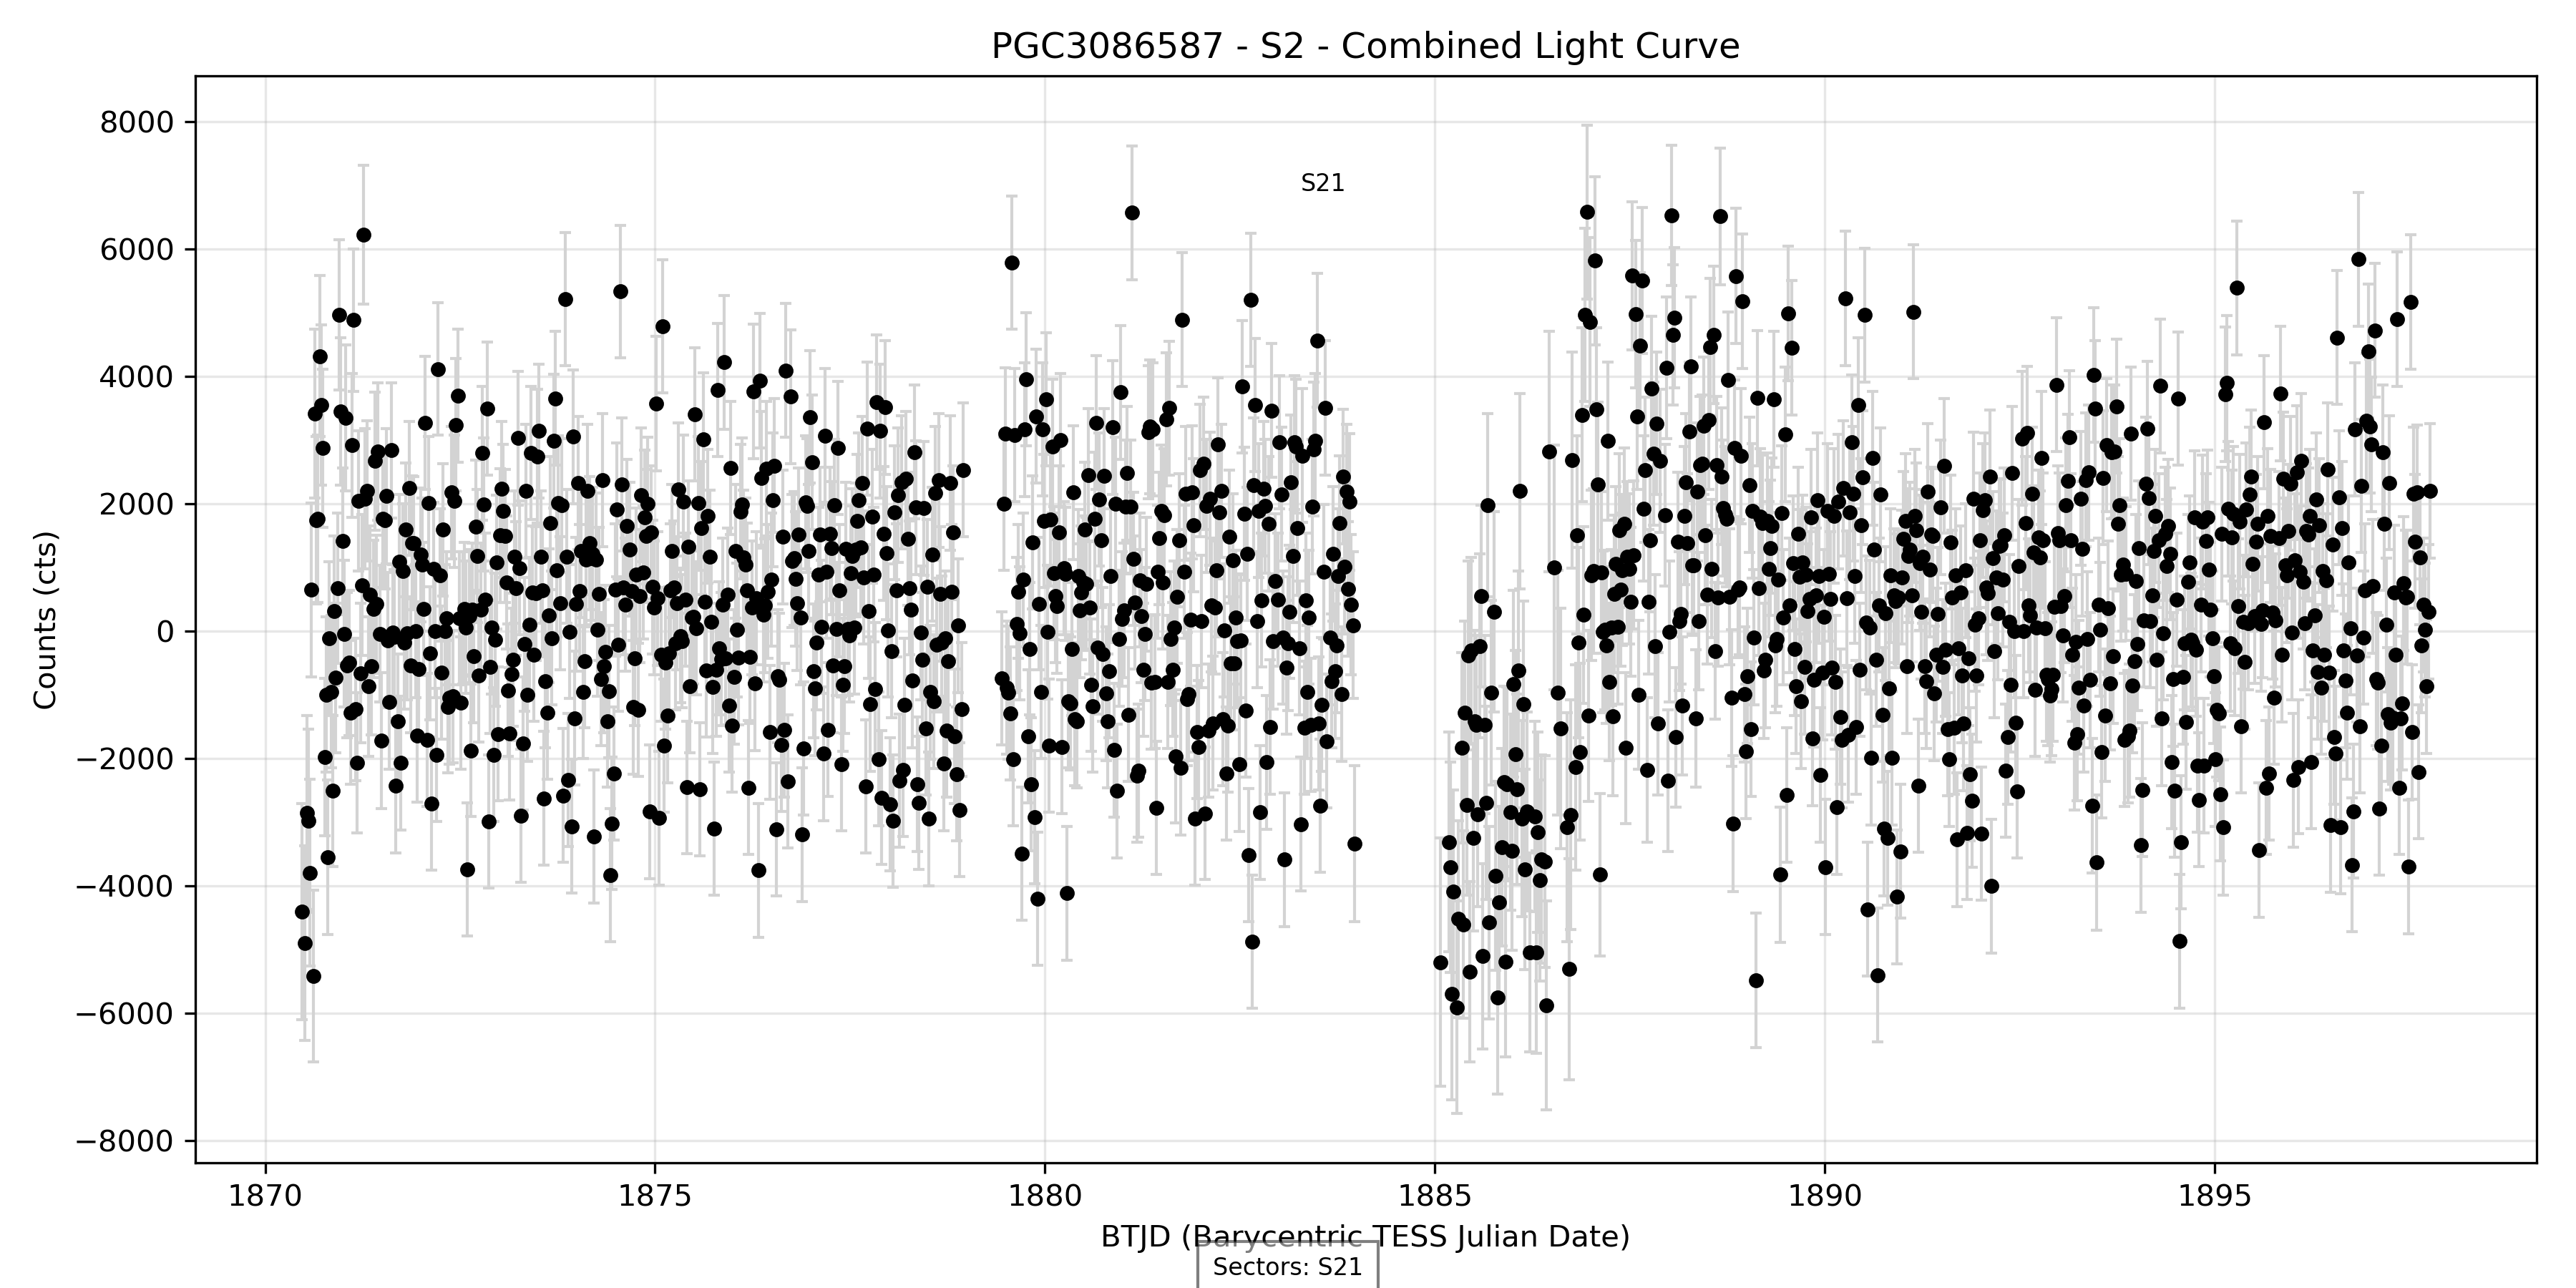 PGC3086587 - S2 - Combined Light Curve
8000
6000
4000
2000
0
−2000
−4000
−6000
−8000
Counts (cts)
S21
1870 1875 1880 1885 1890 1895
BTJD (Barycentric TESS Julian Date)
Sectors: S21